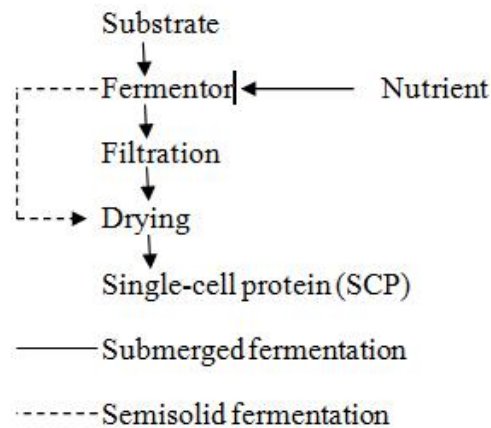 Substrate
Fermentor
Nutrient
Filtration
Drying
Single-cell protein (SCP)
Submerged fermentation
Semisolid fermentation